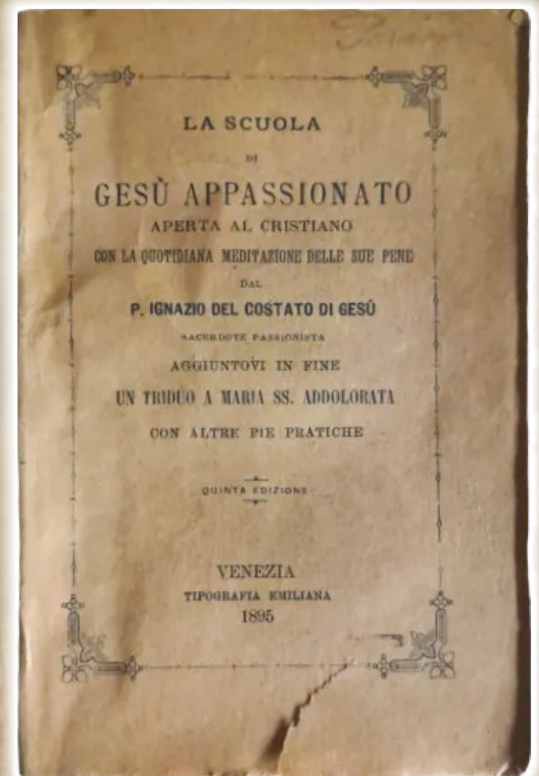 LA SCUOLA
DI
GESÙ APPASSIONATO
APERTA AL CRISTIANO
CON LA QUOTIDIANA MEDITAZIONE DELLE SUE PENE
DAL
P. IGNAZIO DEL COSTATO DI GESÙ
SACERDOTE PASSIONISTA
AGGIUNTOVI IN FINE
UN TRIDUO A MARIA SS. ADDOLORATA
CON ALTRE PIE PRATICHE
QUINTA EDIZIONE
VENEZIA
TIPOGRAFIA EMILIANA
1895